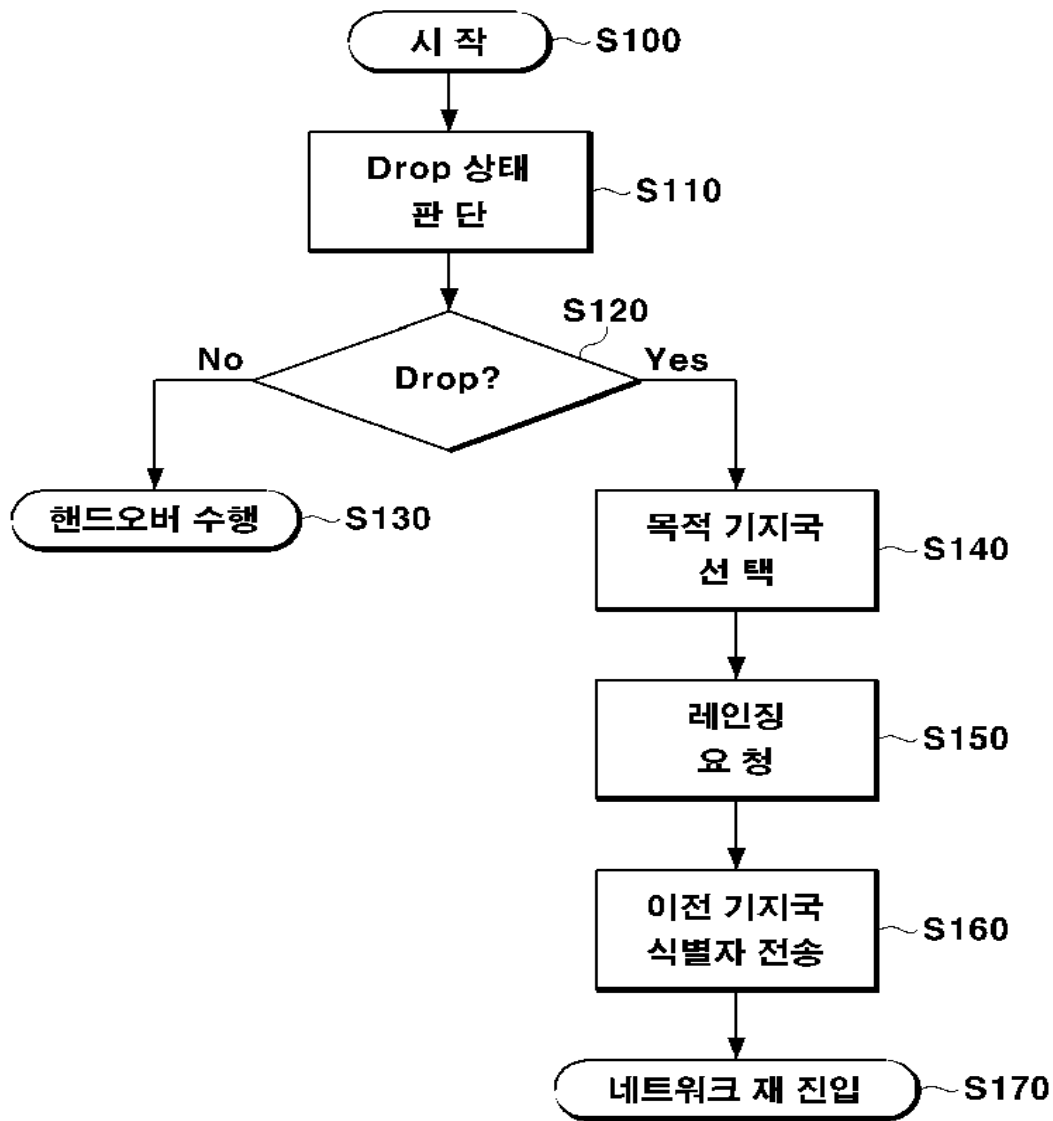 시 작
S100
Drop 상태
판 단
S110
S120
No
Drop?
Yes
핸드오버 수행
S130
목적 기지국
선 택
S140
레인징
요 청
S150
이전 기지국
식별자 전송
S160
네트워크 재 진입
S170